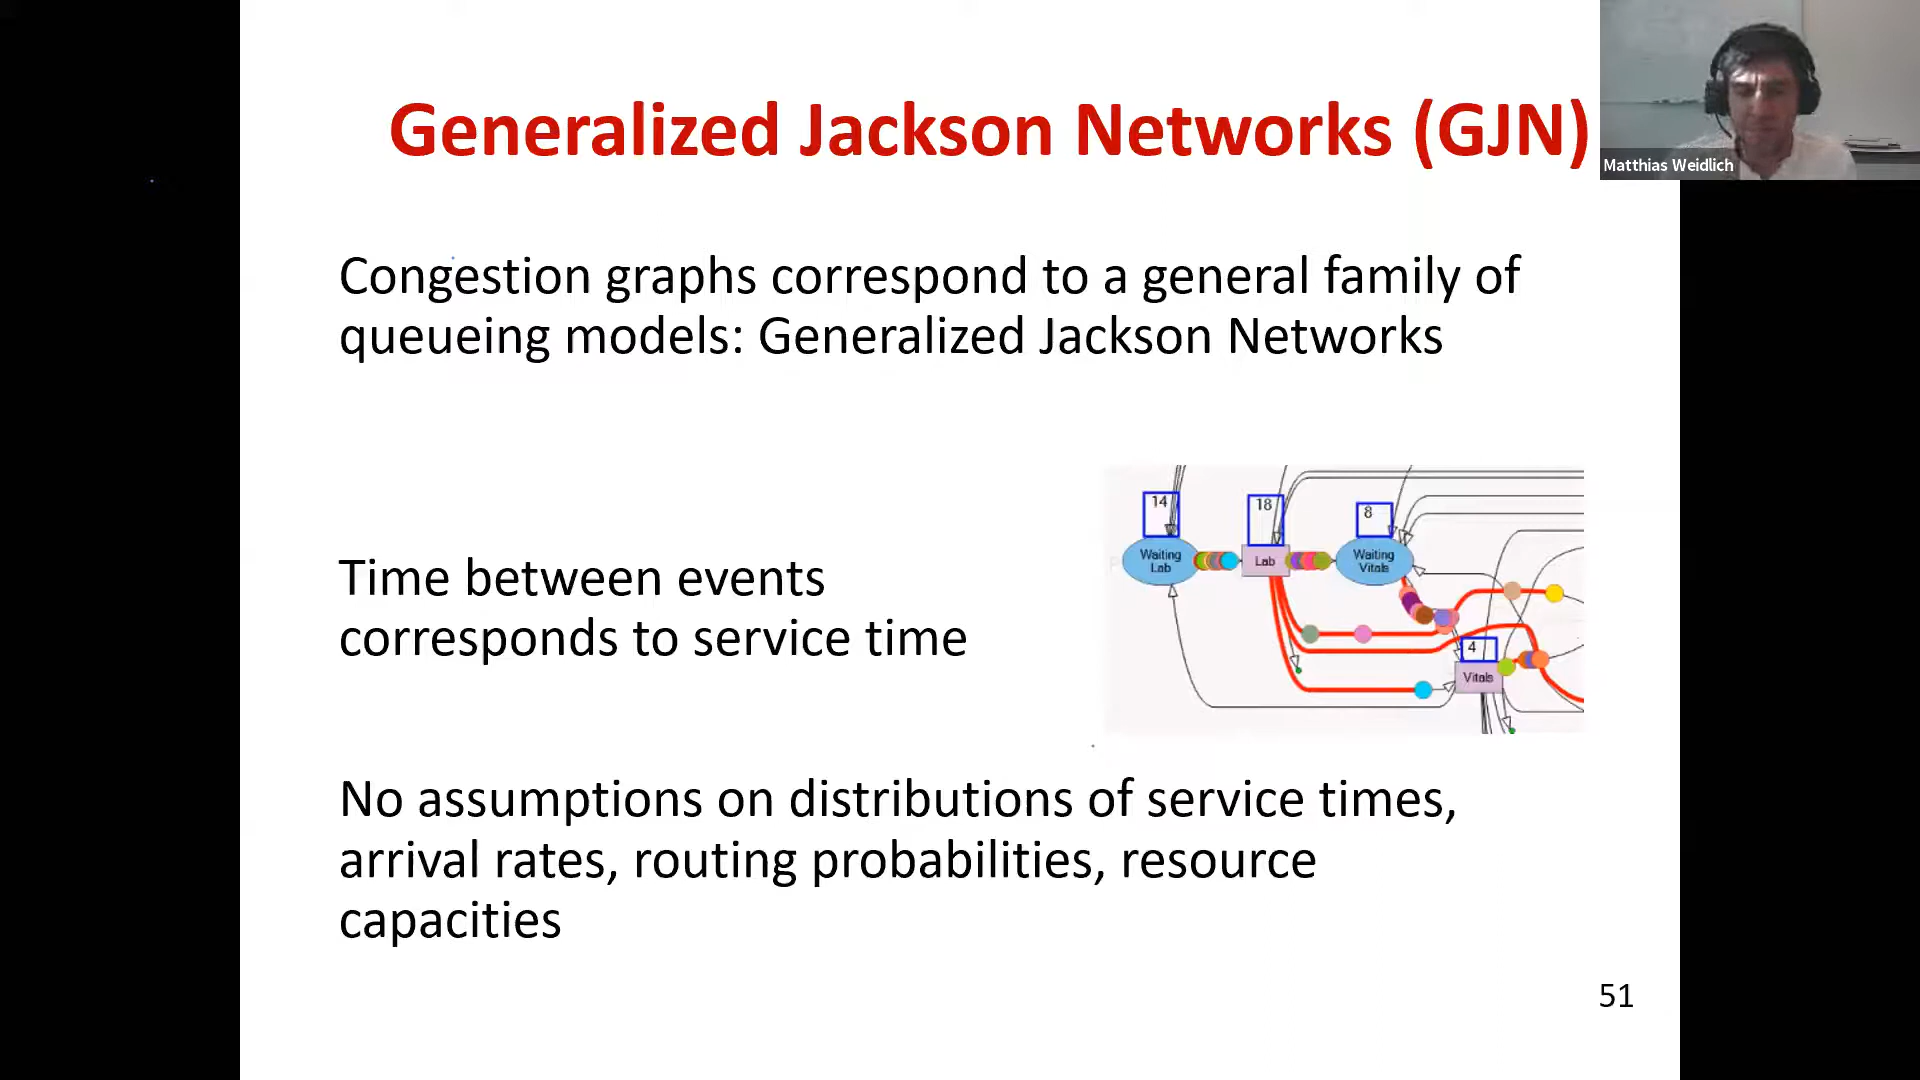 Generalized Jackson Networks (GJN)
Matthias Weidlich
Congestion graphs correspond to a general family of
queueing models: Generalized Jackson Networks
14
18
8
Waiting
Lab
Lab
Waiting
Vitals
4
Vitals
Time between events
corresponds to service time
No assumptions on distributions of service times,
arrival rates, routing probabilities, resource
capacities
51